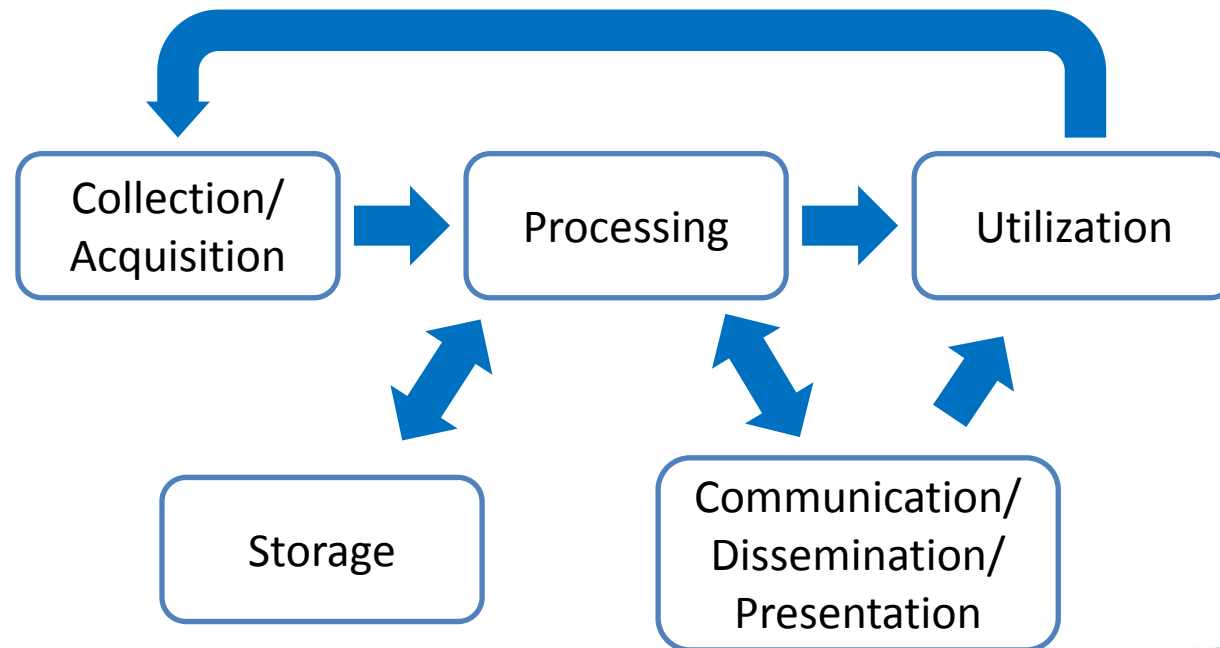 Collection/
Acquisition
Processing
Utilization
Storage
Communication/
Dissemination/
Presentation